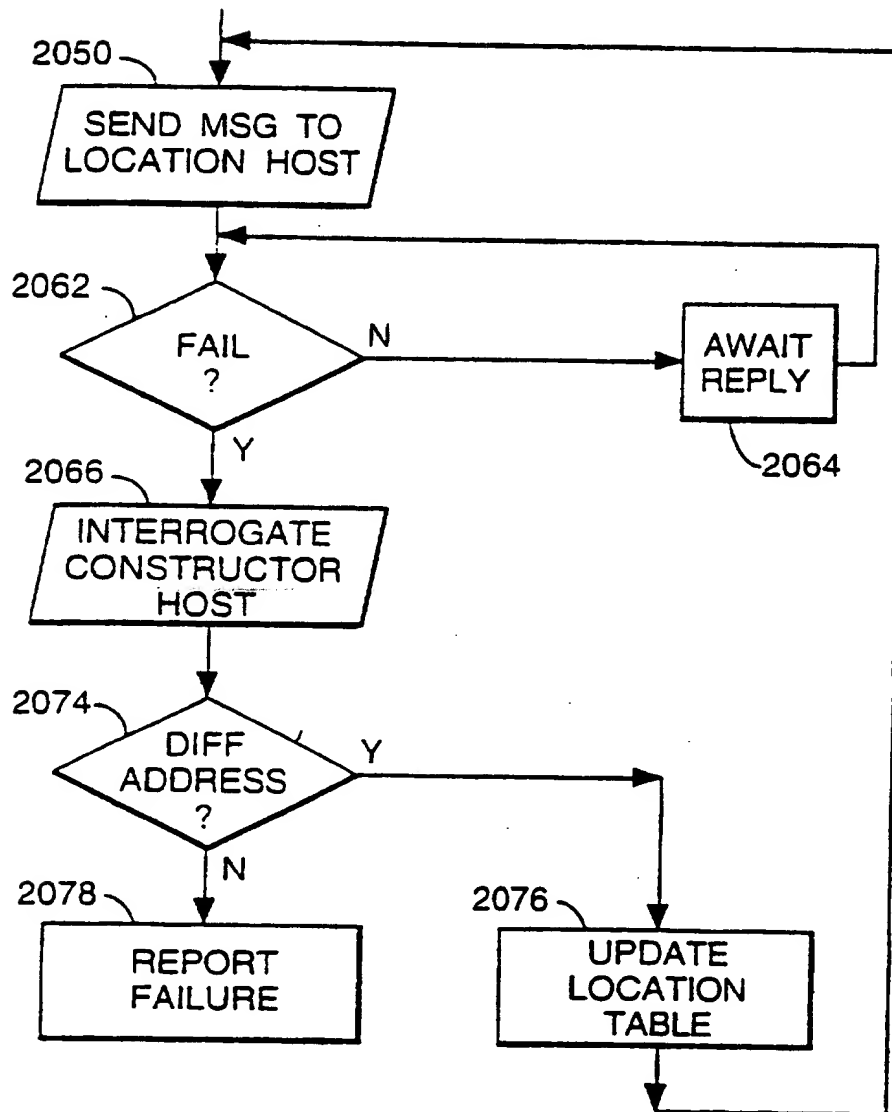 2050
SEND MSG TO
LOCATION HOST
2062
FAIL
?
N
AWAIT
REPLY
2064
Y
2066
INTERROGATE
CONSTRUCTOR
HOST
2074
DIFF
ADDRESS
?
Y
N
2078
REPORT
FAILURE
2076
UPDATE
LOCATION
TABLE